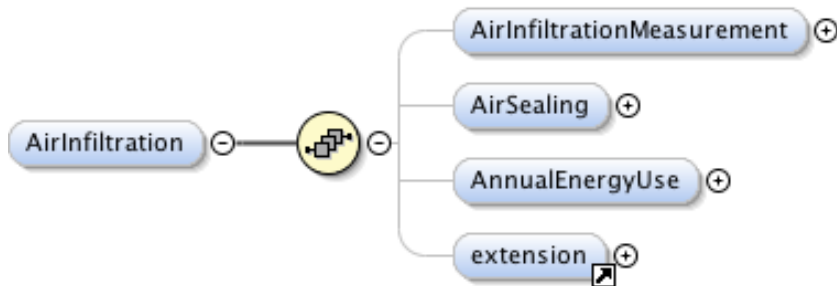 AirInfiltrationMeasurement
AirSealing
AirInfiltration
AnnualEnergyUse
extension